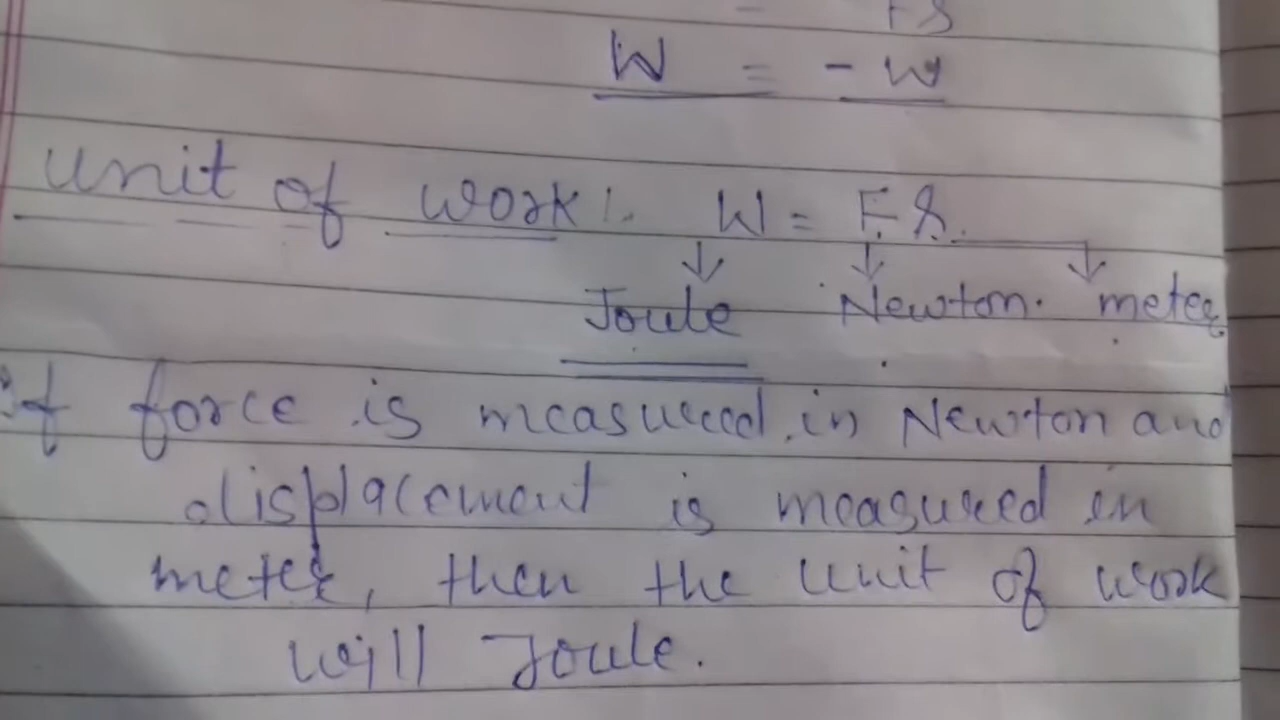 = FS
W = - W
unit of work:. W = F.S.
↓ ↓ ↓
Joule Newton. meter
if force is measured in Newton and
displacement is measured in
meter, then the unit of work
will Joule.